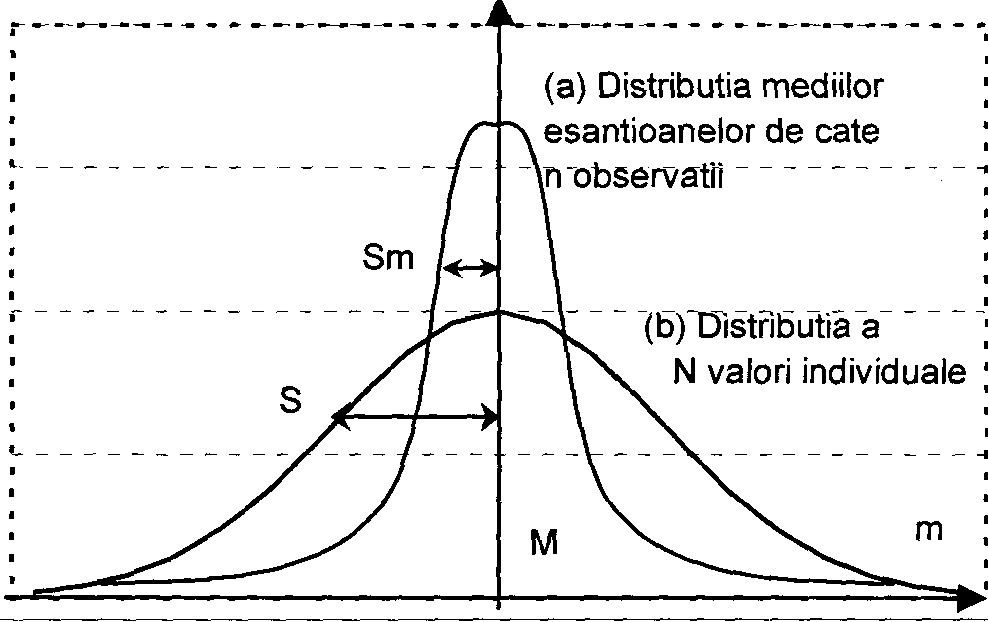 (a) Distributia mediilor
esantioanelor de cate
n observatii
Sm
(b) Distributia a
N valori individuale
S
M
m